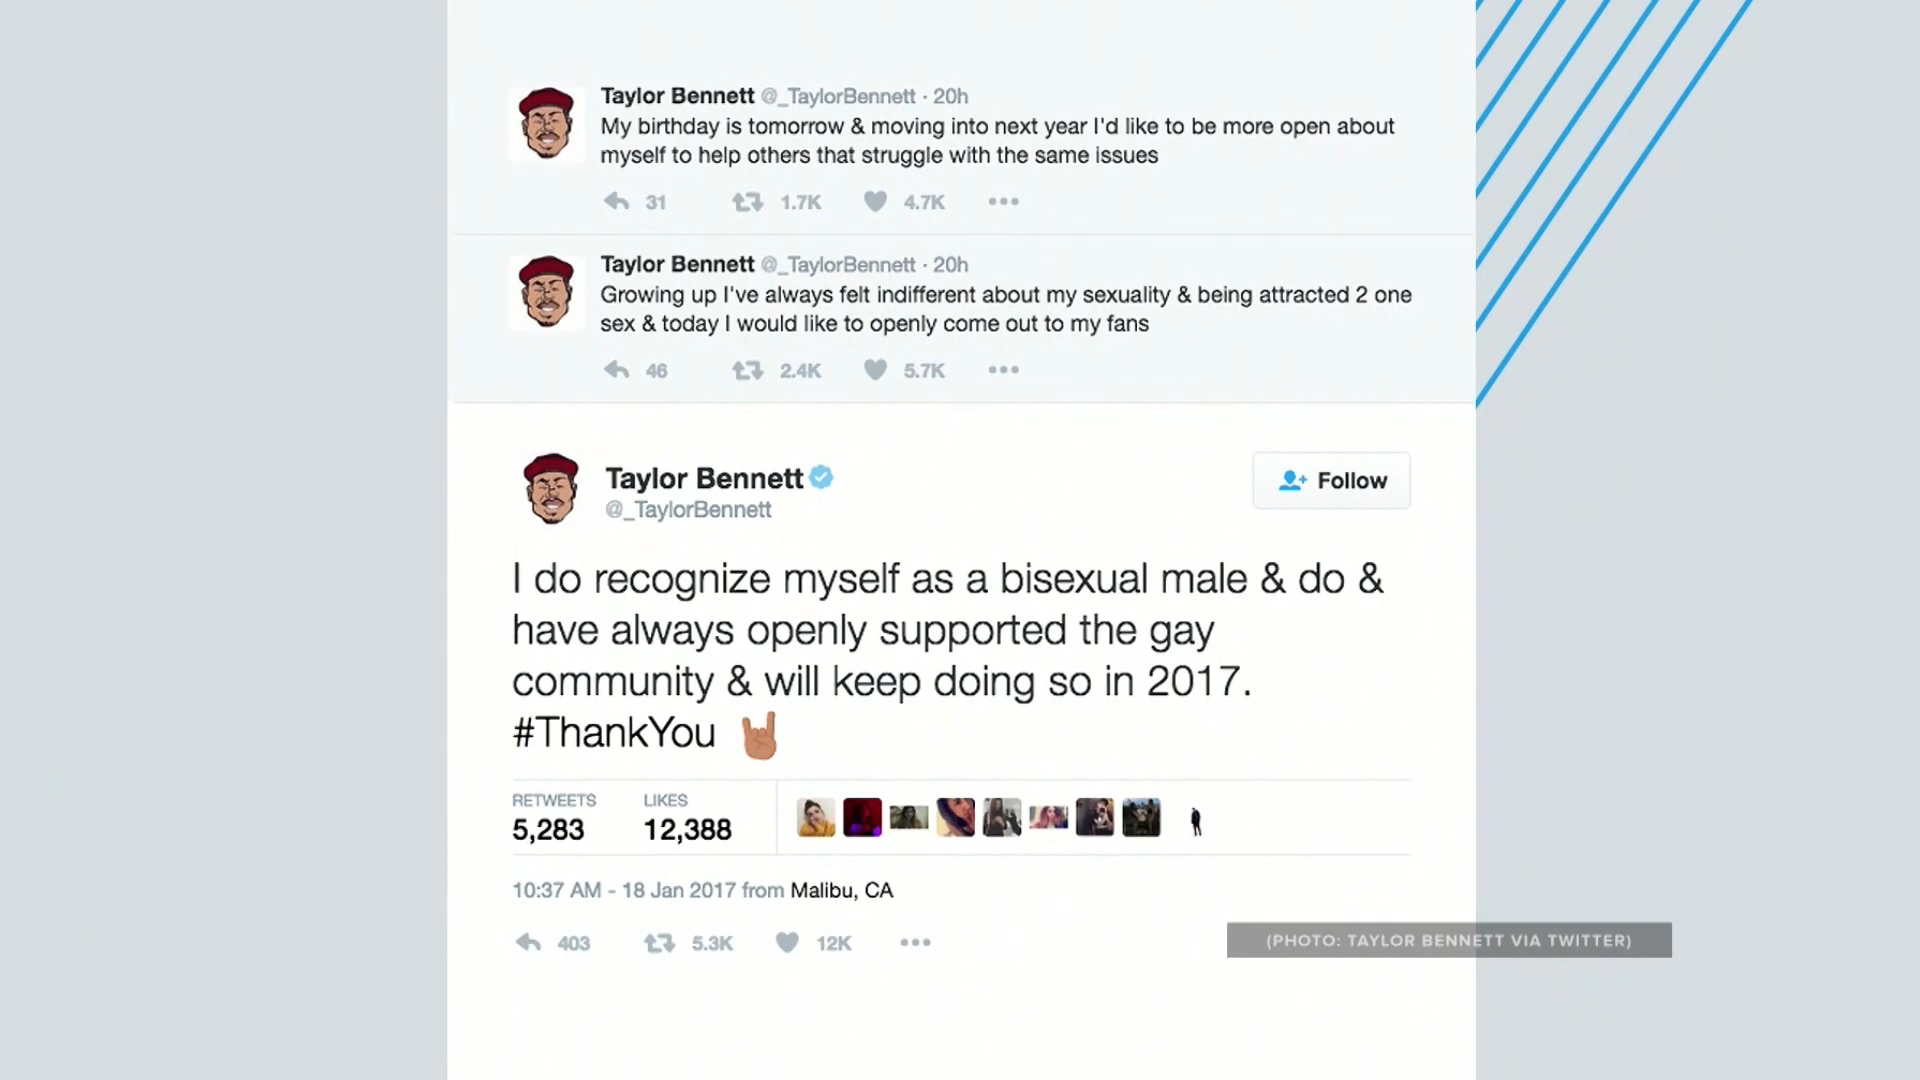 Taylor Bennett @_TaylorBennett · 20h
My birthday is tomorrow & moving into next year I'd like to be more open about
myself to help others that struggle with the same issues
31 1.7K 4.7K
Taylor Bennett @_TaylorBennett · 20h
Growing up I've always felt indifferent about my sexuality & being attracted 2 one
sex & today I would like to openly come out to my fans
46 2.4K 5.7K
Taylor Bennett
@_TaylorBennett
Follow
I do recognize myself as a bisexual male & do &
have always openly supported the gay
community & will keep doing so in 2017.
#ThankYou 🤘🏽
RETWEETS LIKES
5,283 12,388
10:37 AM - 18 Jan 2017 from Malibu, CA
403 5.3K 12K
(PHOTO: TAYLOR BENNETT VIA TWITTER)